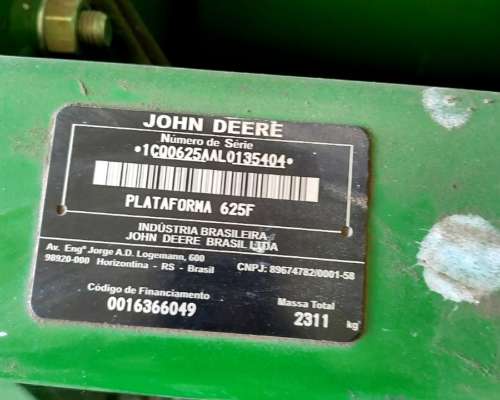 JOHN DEERE
Número de Série
•1CQ0625AAL0135404•
PLATAFORMA 625F
INDÚSTRIA BRASILEIRA
JOHN DEERE BRASIL LTDA
Av. Engº Jorge A.D. Logemann, 600
98920-000 Horizontina - RS - Brasil CNPJ: 89674782/0001-58
Código de Financiamento Massa Total
0016366049 2311 kg